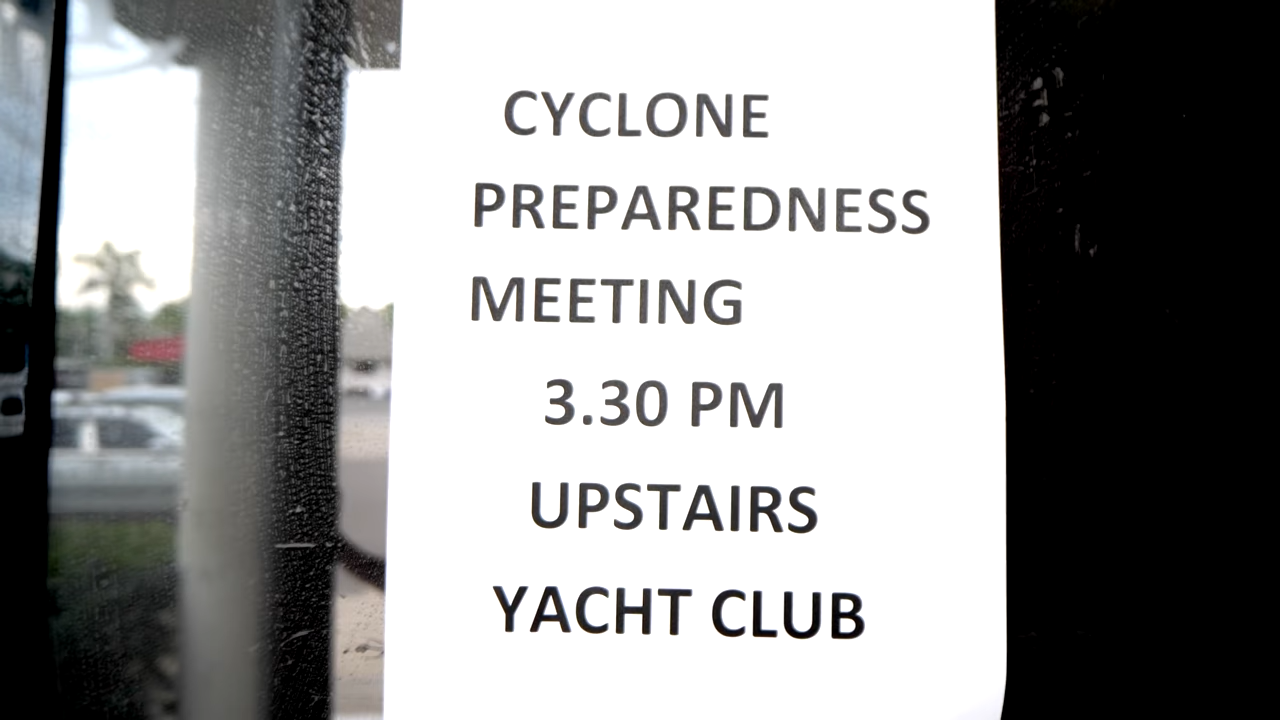 CYCLONE
PREPAREDNESS
MEETING
3.30 PM
UPSTAIRS
YACHT CLUB